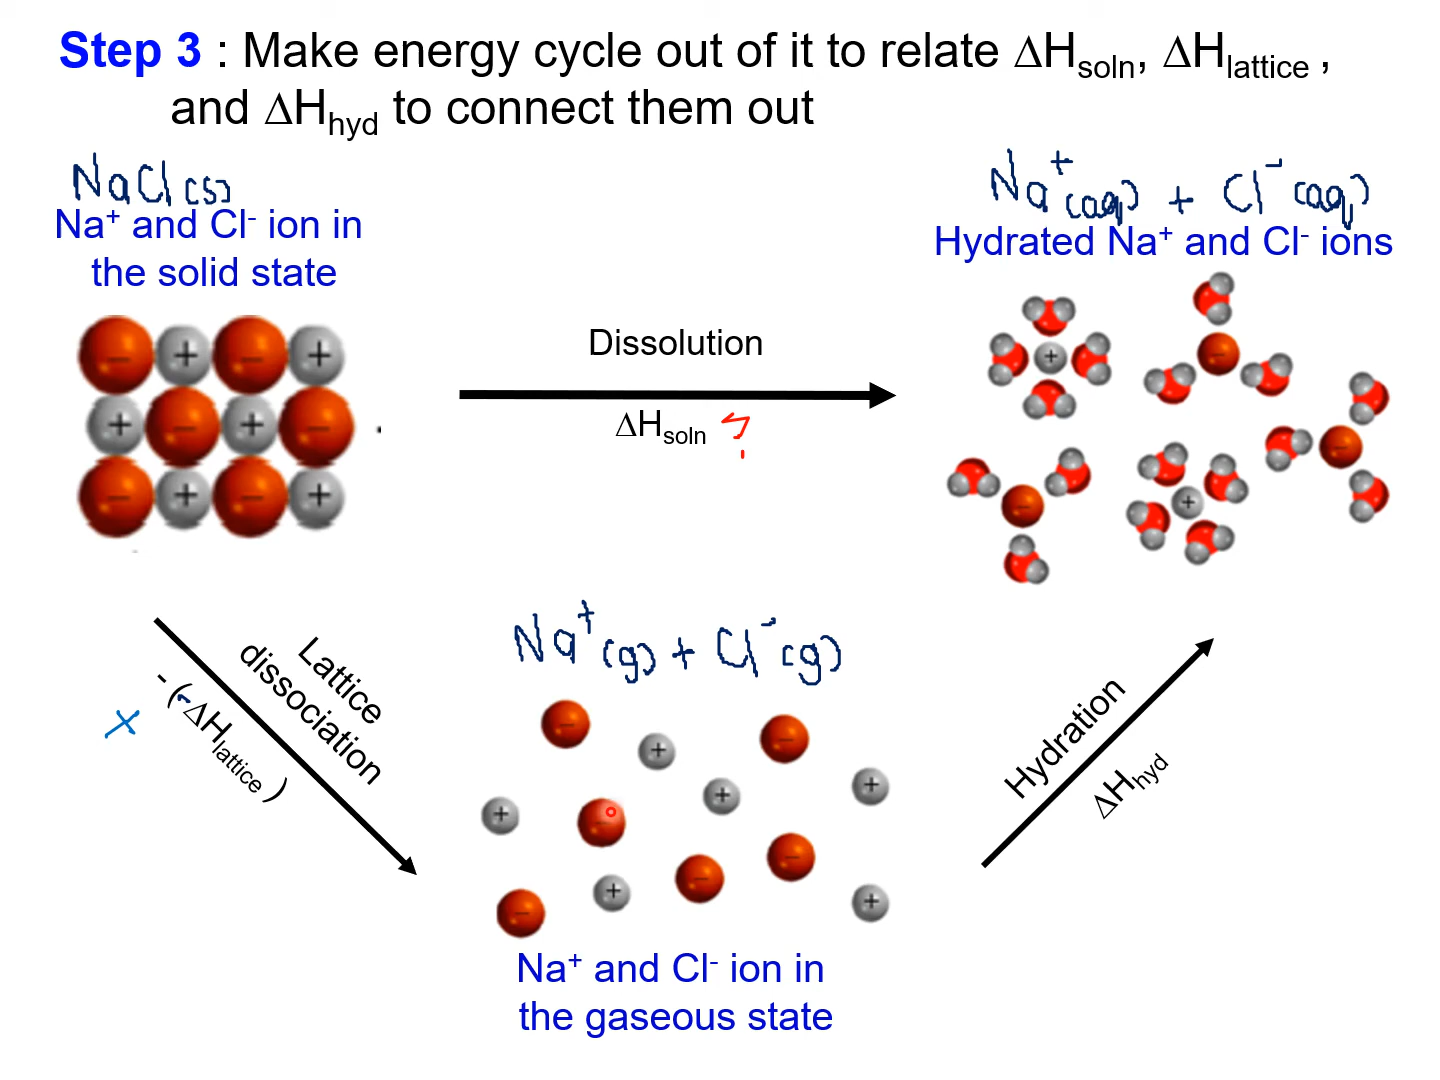 Step 3 : Make energy cycle out of it to relate ΔHsoln, ΔHlattice ,
and ΔHhyd to connect them out
NaCl(s)
Na⁺ and Cl⁻ ion in
the solid state
Na⁺(aq) + Cl⁻(aq)
Hydrated Na⁺ and Cl⁻ ions
Dissolution
ΔHsoln
Lattice
dissociation
-(-ΔHlattice )
Na⁺(g) + Cl⁻(g)
Hydration
ΔHhyd
Na⁺ and Cl⁻ ion in
the gaseous state